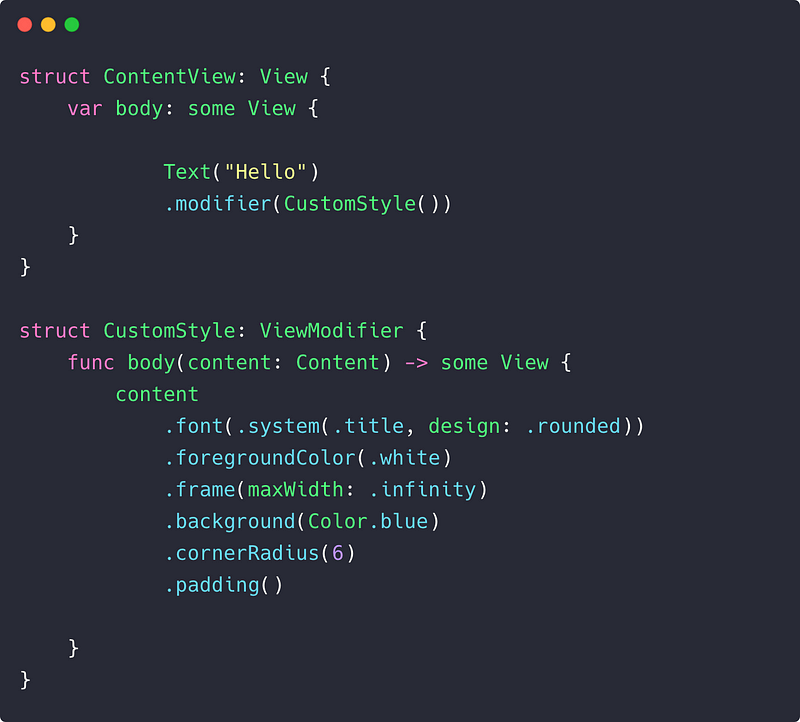 struct ContentView: View {
    var body: some View {

            Text("Hello")
            .modifier(CustomStyle())
    }
}

struct CustomStyle: ViewModifier {
    func body(content: Content) -> some View {
        content
            .font(.system(.title, design: .rounded))
            .foregroundColor(.white)
            .frame(maxWidth: .infinity)
            .background(Color.blue)
            .cornerRadius(6)
            .padding()

    }
}